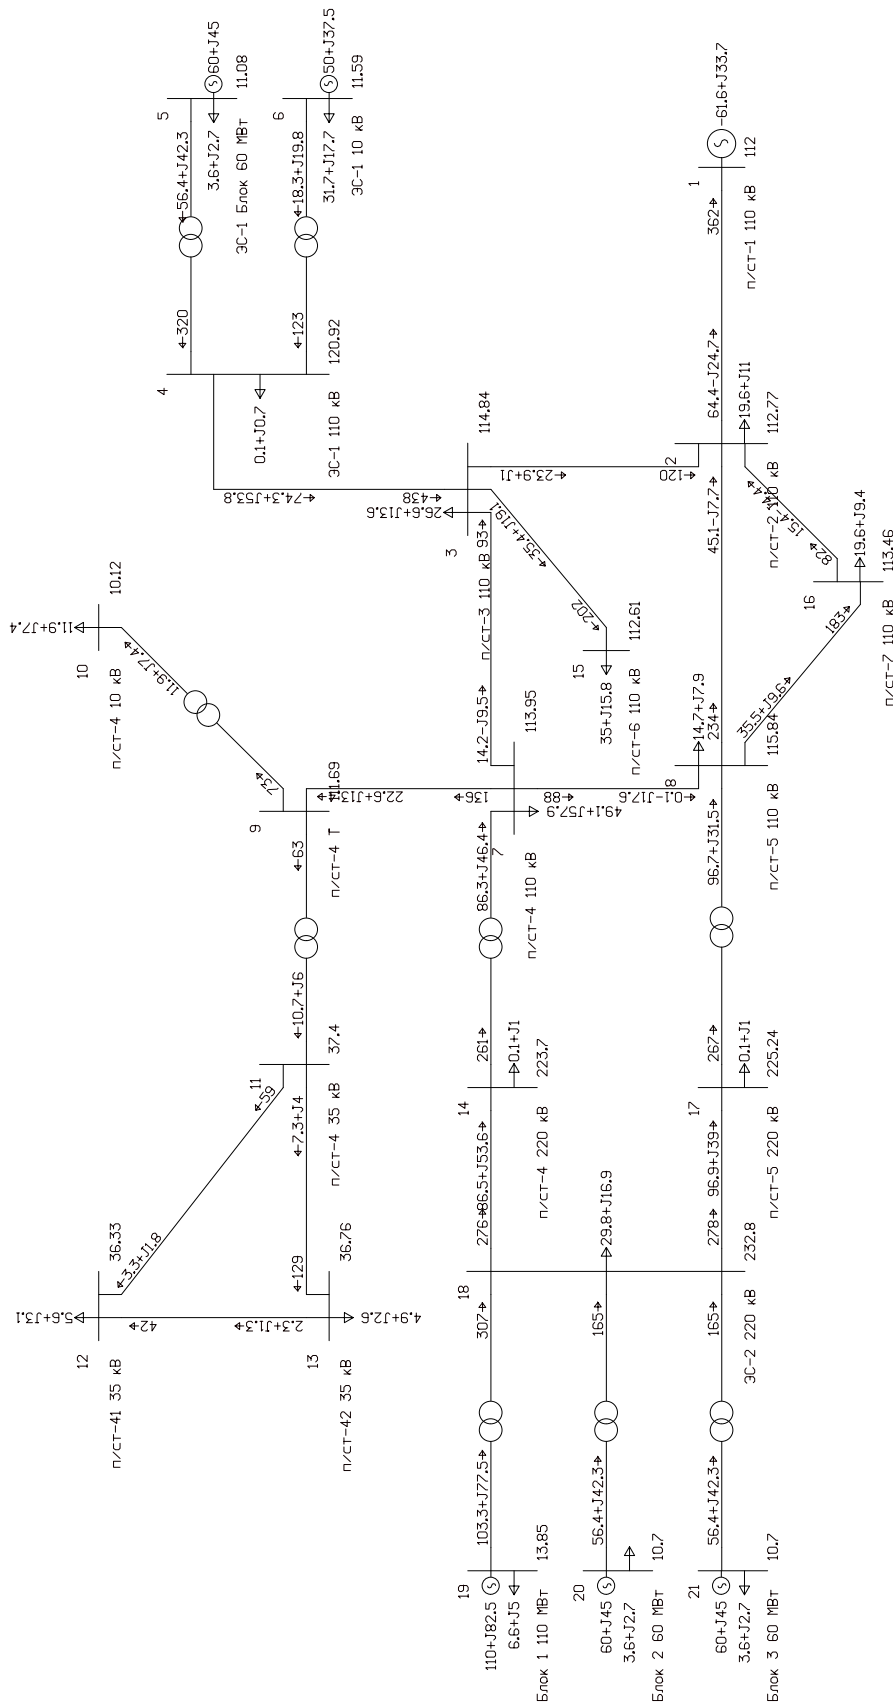 5
60+J45
11.08
56.4+J42.3
3.6+J2.7
ЭС-1 Блок 60 МВт
6
50+J37.5
11.59
18.3+J19.8
31.7+J17.7
ЭС-1 10 кВ
320
123
4
120.92
0.1+J0.7
ЭС-1 110 кВ
74.3+J53.8
438
1
-61.6+J33.7
112
362
п/ст-1 110 кВ
64.4-J24.7
2
19.6+J11
112.77
п/ст-2 110 кВ
45.1-J7.7
120
23.9+J1
114.84
3
26.6+J13.6
п/ст-3 110 кВ
93
35.4+J19.1
202
15
112.61
35+J15.8
п/ст-6 110 кВ
82
16
19.6+J9.4
113.46
п/ст-7 110 кВ
183
35.5+J9.6
10
10.12
11.9+J7.4
п/ст-4 10 кВ
11.9+J7.4
73
9
п/ст-4 Т
63
136
14.2-J9.5
113.95
7
49.1+J57.9
п/ст-4 110 кВ
88
0.1-J17.6
8
14.7+J7.9
234
115.84
п/ст-5 110 кВ
86.3+J46.4
96.7+J31.5
10.7+J6
11
37.4
п/ст-4 35 кВ
59
7.3+J4
261
14
0.1+J1
223.7
п/ст-4 220 кВ
267
17
0.1+J1
225.24
п/ст-5 220 кВ
86.5+J53.6
276
96.9+J39
278
12
36.33
5.6+J3.1
п/ст-41 35 кВ
3.3+J1.8
42
2.3+J1.3
129
13
36.76
4.9+J2.6
п/ст-42 35 кВ
18
29.8+J16.9
232.8
ЭС-2 220 кВ
307
165
165
103.3+J77.5
56.4+J42.3
56.4+J42.3
19
110+J82.5
6.6+J5
13.85
Блок 1 110 МВт
20
60+J45
3.6+J2.7
10.7
Блок 2 60 МВт
21
60+J45
3.6+J2.7
10.7
Блок 3 60 МВт